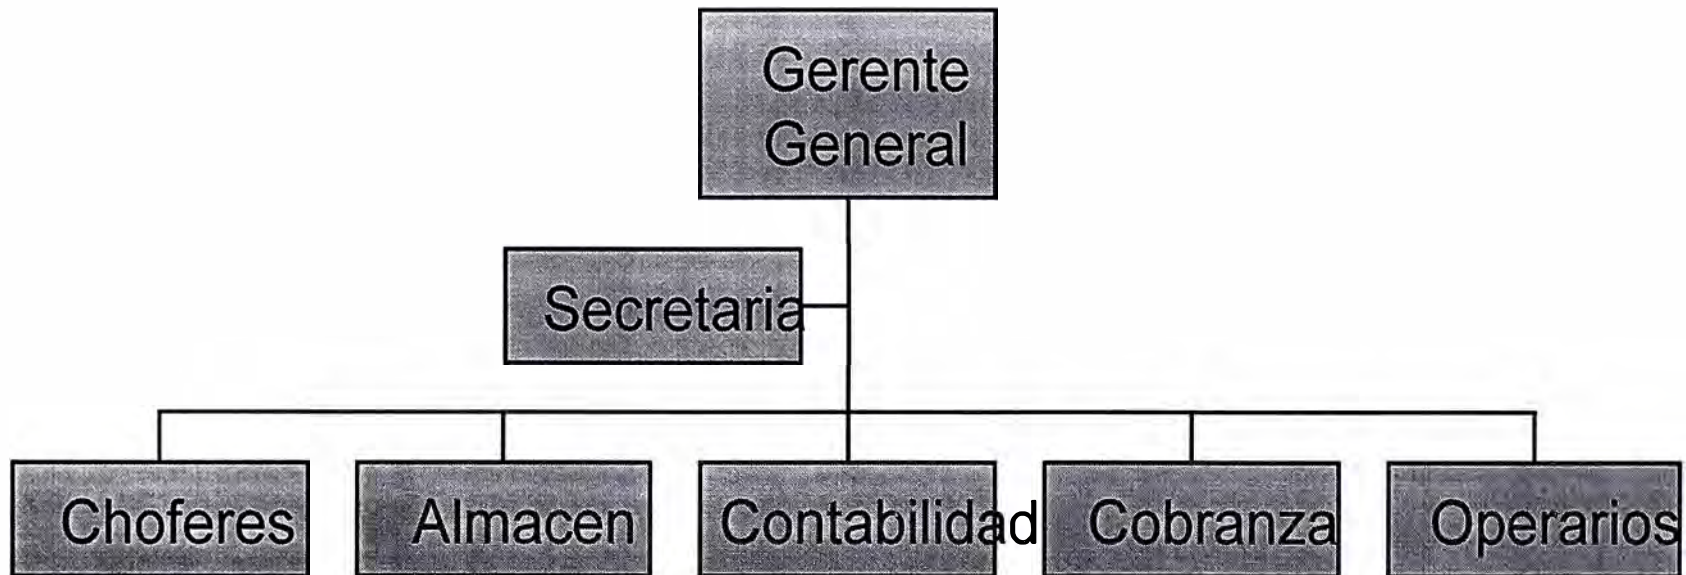 Gerente
General
Secretaria
Choferes
Almacen
Contabilidad
Cobranza
Operarios